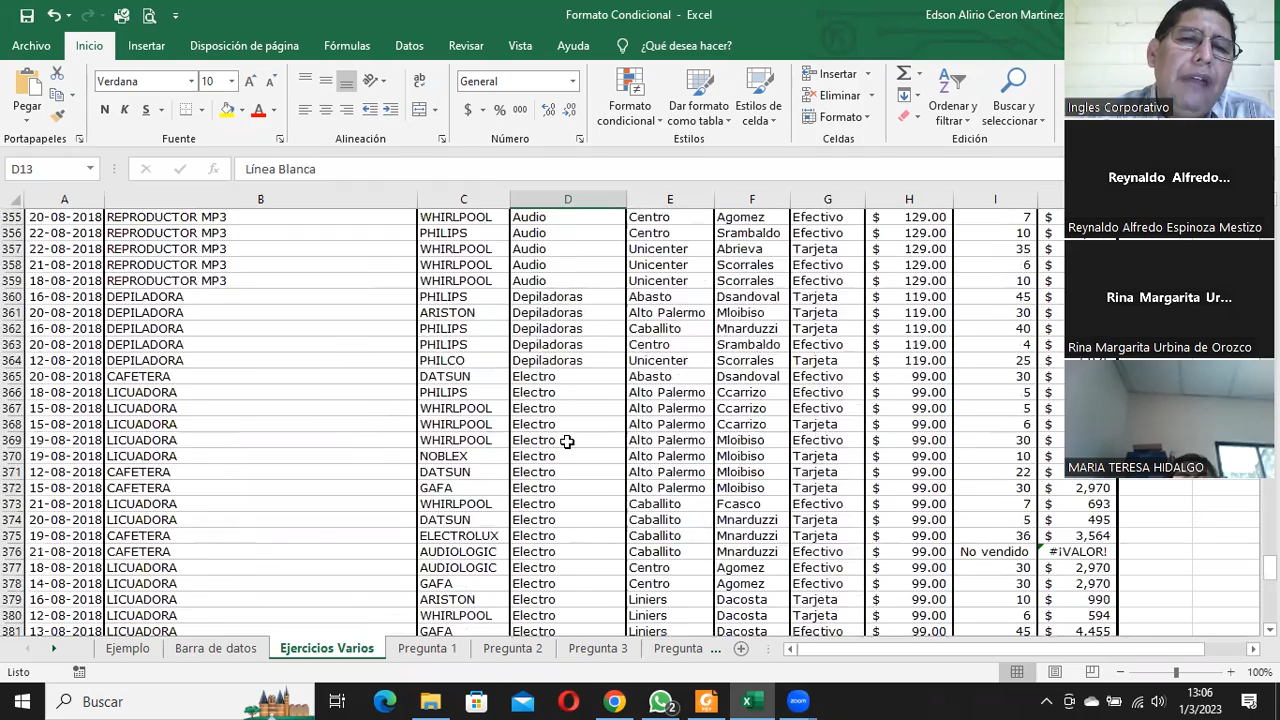 Formato Condicional - Excel
Edson Alirio Ceron Martinez
Archivo Inicio Insertar Disposición de página Fórmulas Datos Revisar Vista Ayuda ¿Qué desea hacer?
Pegar
Verdana 10
N K S
General
$ % 000
Formato condicional
Dar formato como tabla
Estilos de celda
Insertar
Eliminar
Formato
Ordenar y filtrar
Buscar y seleccionar
Portapapeles Fuente Alineación Número Estilos Celdas Edición
D13 Línea Blanca
A B C D E F G H I
355 20-08-2018 REPRODUCTOR MP3 WHIRLPOOL Audio Centro Agomez Efectivo $ 129.00 7 $
356 22-08-2018 REPRODUCTOR MP3 PHILIPS Audio Centro Srambaldo Efectivo $ 129.00 10 $
357 22-08-2018 REPRODUCTOR MP3 WHIRLPOOL Audio Unicenter Abrieva Tarjeta $ 129.00 35 $
358 21-08-2018 REPRODUCTOR MP3 WHIRLPOOL Audio Unicenter Scorrales Efectivo $ 129.00 6 $
359 18-08-2018 REPRODUCTOR MP3 WHIRLPOOL Audio Unicenter Scorrales Efectivo $ 129.00 10 $
360 16-08-2018 DEPILADORA PHILIPS Depiladoras Abasto Dsandoval Tarjeta $ 119.00 45 $
361 20-08-2018 DEPILADORA ARISTON Depiladoras Alto Palermo Mloibiso Tarjeta $ 119.00 30 $
362 16-08-2018 DEPILADORA PHILIPS Depiladoras Caballito Mnarduzzi Tarjeta $ 119.00 40 $
363 20-08-2018 DEPILADORA PHILIPS Depiladoras Centro Srambaldo Efectivo $ 119.00 4 $
364 12-08-2018 DEPILADORA PHILCO Depiladoras Unicenter Scorrales Tarjeta $ 119.00 25 $
365 20-08-2018 CAFETERA DATSUN Electro Abasto Dsandoval Efectivo $ 99.00 30 $
366 18-08-2018 LICUADORA PHILIPS Electro Alto Palermo Ccarrizo Efectivo $ 99.00 5 $
367 15-08-2018 LICUADORA WHIRLPOOL Electro Alto Palermo Ccarrizo Efectivo $ 99.00 5 $
368 15-08-2018 LICUADORA WHIRLPOOL Electro Alto Palermo Ccarrizo Tarjeta $ 99.00 6 $
369 19-08-2018 LICUADORA WHIRLPOOL Electro Alto Palermo Mloibiso Efectivo $ 99.00 30 $
370 19-08-2018 LICUADORA NOBLEX Electro Alto Palermo Mloibiso Tarjeta $ 99.00 10 $
371 12-08-2018 CAFETERA DATSUN Electro Alto Palermo Mloibiso Tarjeta $ 99.00 22 $
372 15-08-2018 CAFETERA GAFA Electro Alto Palermo Mloibiso Tarjeta $ 99.00 30 $ 2,970
373 12-08-2018 LICUADORA WHIRLPOOL Electro Caballito Fcasco Efectivo $ 99.00 7 $ 693
374 20-08-2018 LICUADORA DATSUN Electro Caballito Mnarduzzi Tarjeta $ 99.00 5 $ 495
375 19-08-2018 CAFETERA ELECTROLUX Electro Caballito Mnarduzzi Tarjeta $ 99.00 36 $ 3,564
376 21-08-2018 CAFETERA AUDIOLOGIC Electro Caballito Mnarduzzi Efectivo $ 99.00 No vendido #¡VALOR!
377 18-08-2018 LICUADORA AUDIOLOGIC Electro Centro Agomez Efectivo $ 99.00 30 $ 2,970
378 14-08-2018 LICUADORA GAFA Electro Centro Agomez Efectivo $ 99.00 30 $ 2,970
379 16-08-2018 LICUADORA ARISTON Electro Liniers Dacosta Tarjeta $ 99.00 10 $ 990
380 12-08-2018 LICUADORA WHIRLPOOL Electro Liniers Dacosta Tarjeta $ 99.00 6 $ 594
381 13-08-2018 LICUADORA GAFA Electro Liniers Dacosta Efectivo $ 99.00 45 $ 4,455
Ingles Corporativo
Reynaldo Alfredo...
Reynaldo Alfredo Espinoza Mestizo
Rina Margarita Ur...
Rina Margarita Urbina de Orozco
MARIA TERESA HIDALGO
Ejemplo Barra de datos Ejercicios Varios Pregunta 1 Pregunta 2 Pregunta 3 Pregunta ...
Listo 100%
Buscar 2
13:06
1/3/2023